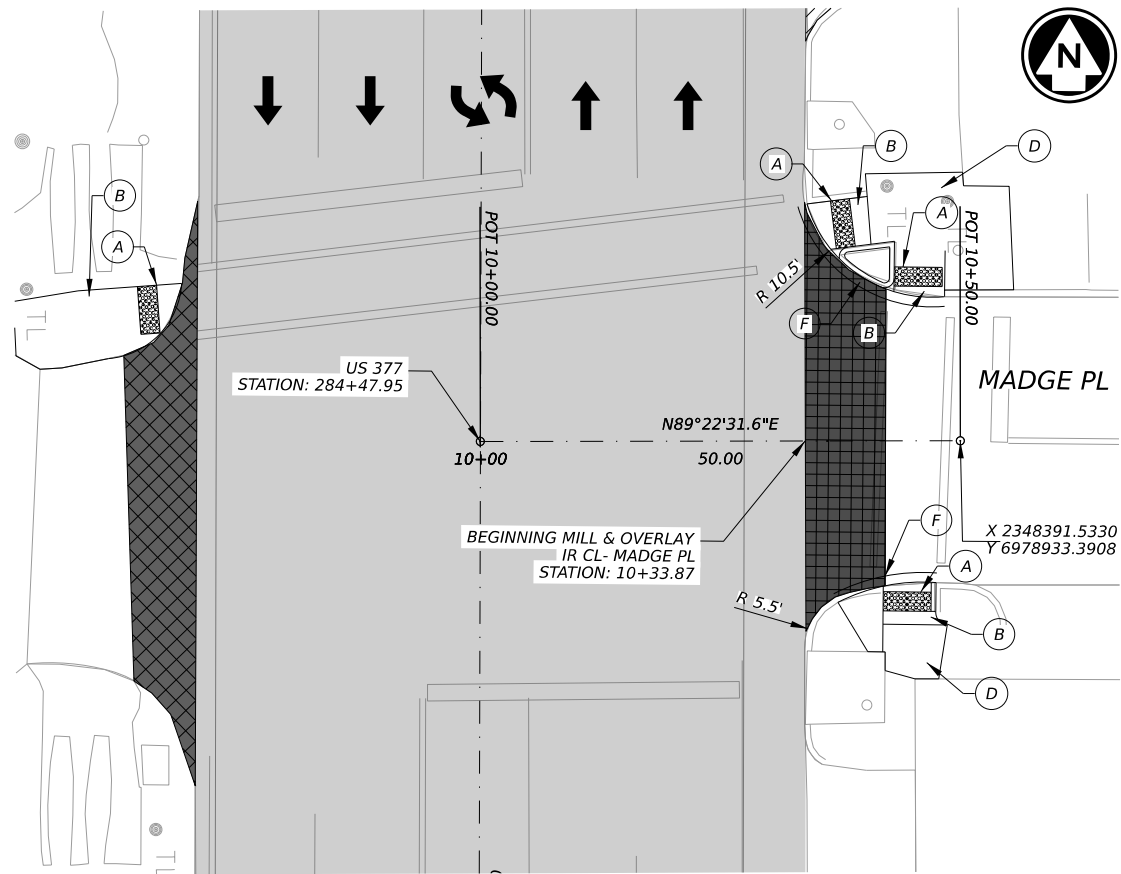 N
B
D
A
B
A
A
POT 10+00.00
POT 10+50.00
R 10.5'
F
B
TL
US 377
STATION: 284+47.95
MADGE PL
N89°22'31.6"E
10+00
50.00
BEGINNING MILL & OVERLAY
IR CL- MADGE PL
STATION: 10+33.87
F
X 2348391.5330
Y 6978933.3908
A
R 5.5'
B
D
TL